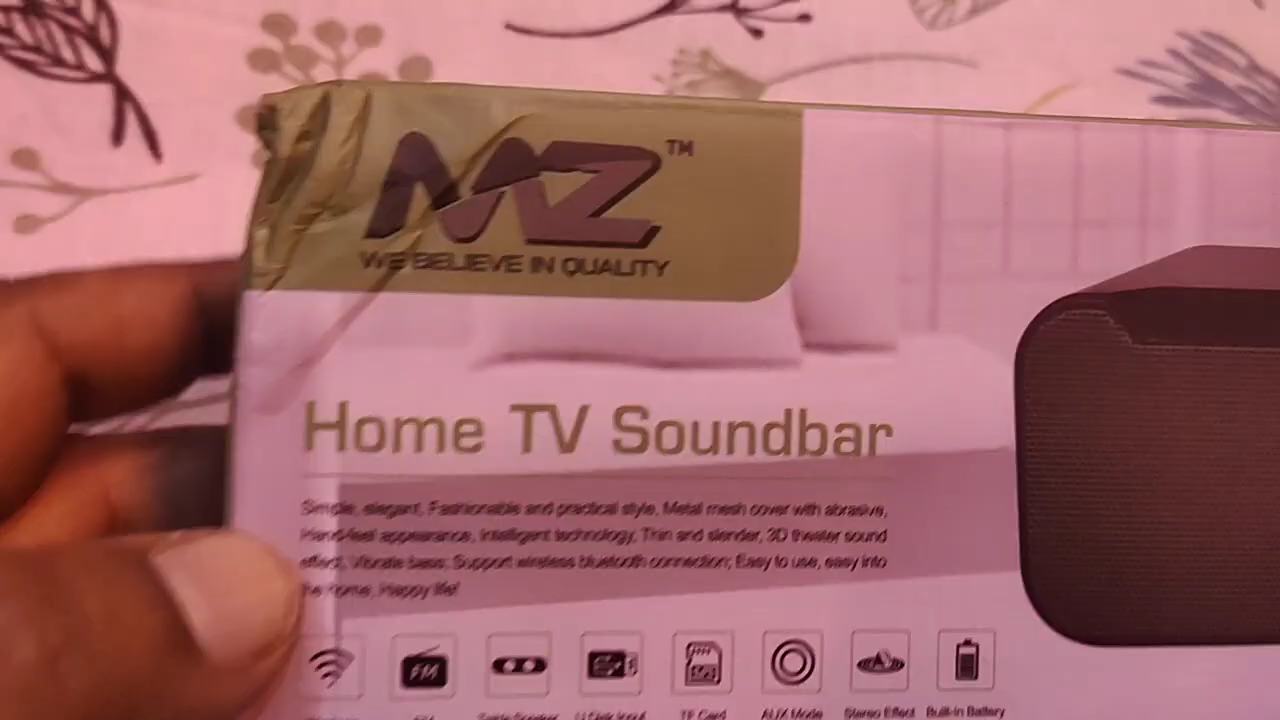 MZ™
WE BELIEVE IN QUALITY
Home TV Soundbar
Simple, elegant, Fashionable and practical style, Metal mesh cover with abrasive,
Hand-feel appearance, Intelligent technology, Thin and slender, 3D theater sound
effect, Vibrate bass; Support wireless bluetooth connection; Easy to use, easy into
the home; Happy life!
FM
TF Card AUX Mode Stereo Effect Built-in Battery